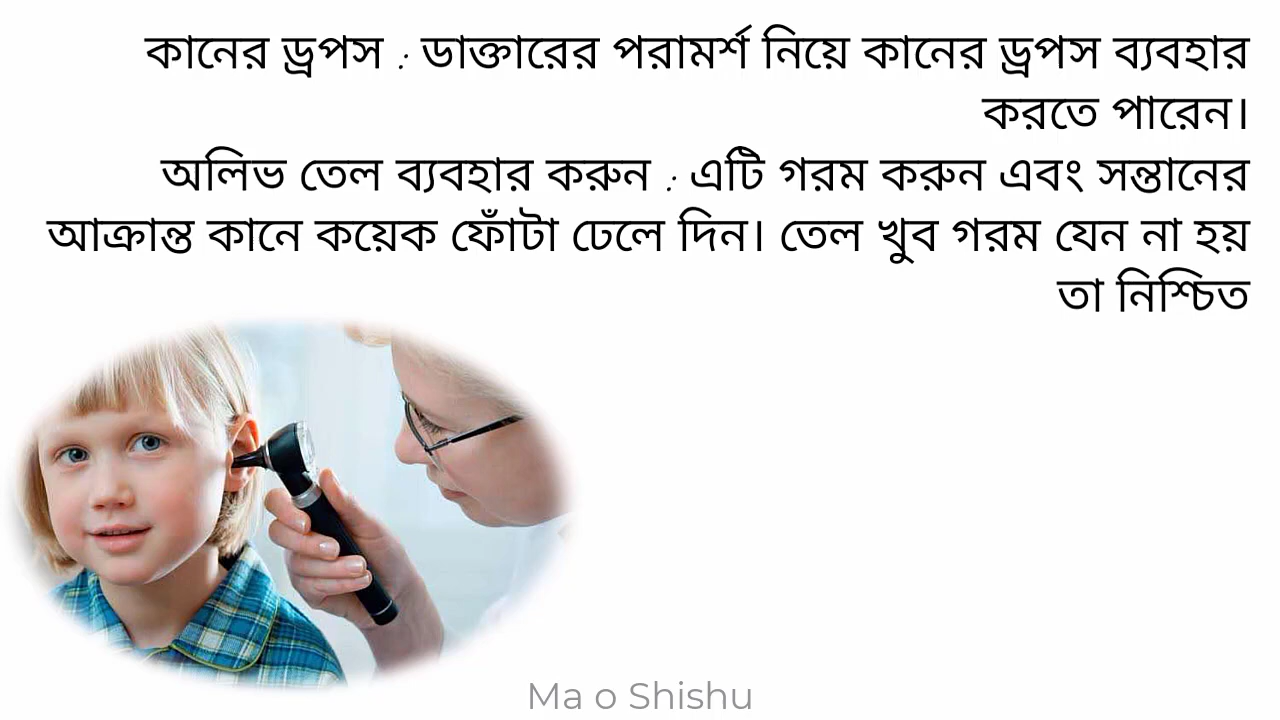 কানের ড্রপস : ডাক্তারের পরামর্শ নিয়ে কানের ড্রপস ব্যবহার
করতে পারেন।
অলিভ তেল ব্যবহার করুন : এটি গরম করুন এবং সন্তানের
আক্রান্ত কানে কয়েক ফোঁটা ঢেলে দিন। তেল খুব গরম যেন না হয়
তা নিশ্চিত
Ma o Shishu